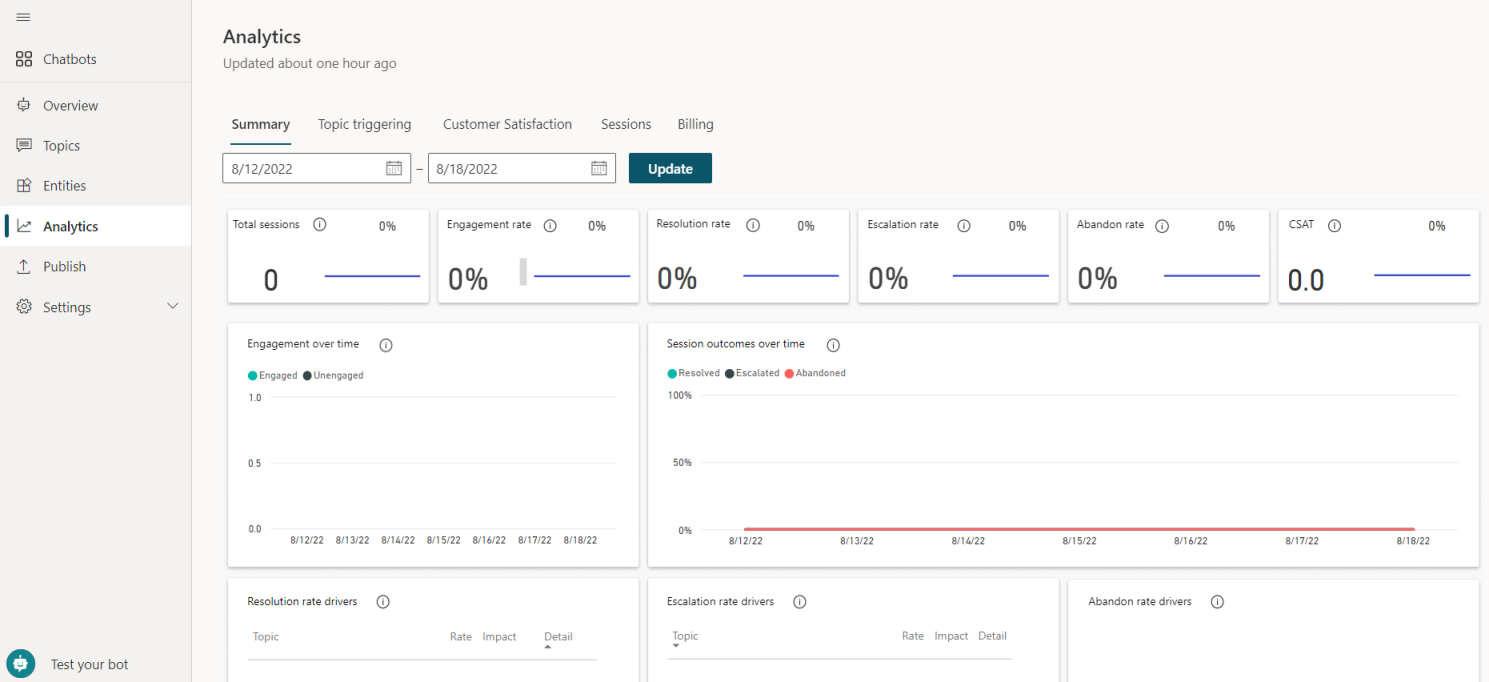 Chatbots
Overview
Topics
Entities
Analytics
Publish
Settings
Test your bot
Analytics
Updated about one hour ago
Summary Topic triggering Customer Satisfaction Sessions Billing
8/12/2022 – 8/18/2022 Update
Total sessions 0%
0
Engagement rate 0%
0%
Resolution rate 0%
0%
Escalation rate 0%
0%
Abandon rate 0%
0%
CSAT 0%
0.0
Engagement over time
Engaged Unengaged
1.0
0.5
0.0
8/12/22 8/13/22 8/14/22 8/15/22 8/16/22 8/17/22 8/18/22
Session outcomes over time
Resolved Escalated Abandoned
100%
50%
0%
8/12/22 8/13/22 8/14/22 8/15/22 8/16/22 8/17/22 8/18/22
Resolution rate drivers
Topic Rate Impact Detail
Escalation rate drivers
Topic Rate Impact Detail
Abandon rate drivers